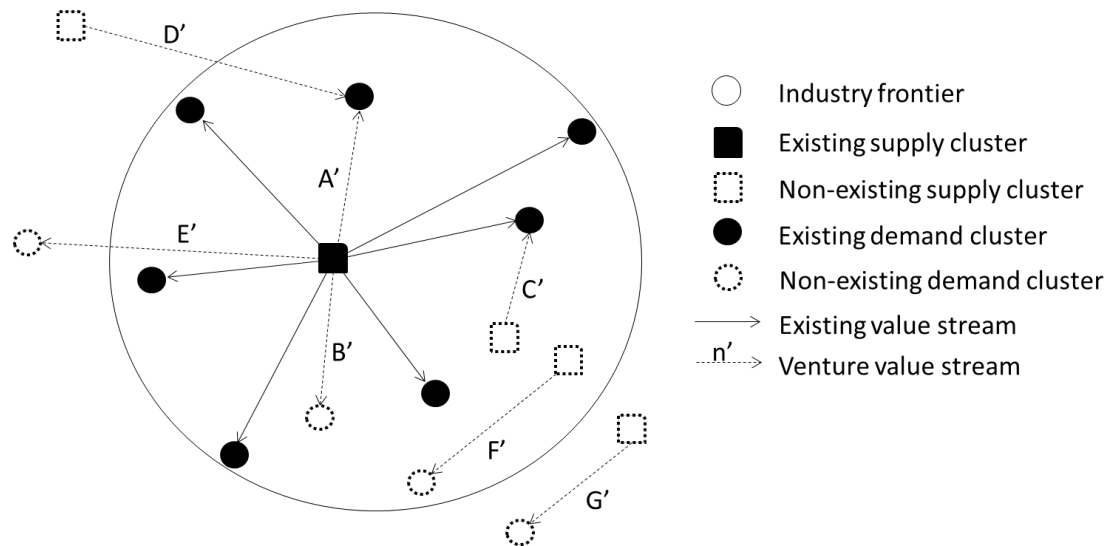 D’
A’
E’
C’
B’
F’
G’
Industry frontier
Existing supply cluster
Non-existing supply cluster
Existing demand cluster
Non-existing demand cluster
Existing value stream
n’
Venture value stream